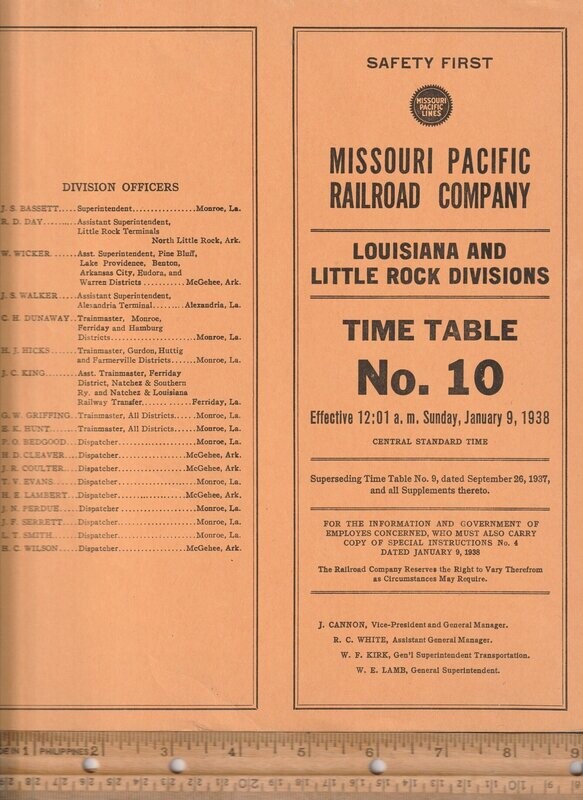 DIVISION OFFICERS
J. S. BASSETT..... Superintendent................Monroe, La.
R. D. DAY......... Assistant Superintendent,
Little Rock Terminals
North Little Rock, Ark.
W. WICKER...... Asst. Superintendent, Pine Bluff,
Lake Providence, Benton,
Arkansas City, Eudora, and
Warren Districts............McGehee, Ark.
J. S. WALKER...... Assistant Superintendent,
Alexandria Terminal........Alexandria, La.
C. H. DUNAWAY.. Trainmaster, Monroe,
Ferriday and Hamburg
Districts......................Monroe, La.
H. J. HICKS...... Trainmaster, Gurdon, Huttig
and Farmerville Districts.......Monroe, La.
J. C. KING........ Asst. Trainmaster, Ferriday
District, Natchez & Southern
Ry. and Natchez & Louisiana
Railway Transfer..............Ferriday, La.
G. W. GRIFFING.. Trainmaster, All Districts......Monroe, La.
E. K. HUNT...... Trainmaster, All Districts......Monroe, La.
P. O. BEDGOOD... Dispatcher....................Monroe, La.
H. D. CLEAVER... Dispatcher....................McGehee, Ark.
J. R. COULTER... Dispatcher....................McGehee, Ark.
T. V. EVANS...... Dispatcher....................Monroe, La.
H. E. LAMBERT... Dispatcher....................McGehee, Ark.
J. N. PERDUE..... Dispatcher....................Monroe, La.
J. F. SERRETT.... Dispatcher....................Monroe, La.
L. T. SMITH...... Dispatcher....................Monroe, La.
H. C. WILSON..... Dispatcher....................McGehee, Ark.
SAFETY FIRST
MISSOURI
PACIFIC
LINES
MISSOURI PACIFIC
RAILROAD COMPANY
LOUISIANA AND
LITTLE ROCK DIVISIONS
TIME TABLE
No. 10
Effective 12:01 a. m. Sunday, January 9, 1938
CENTRAL STANDARD TIME
Superseding Time Table No. 9, dated September 26, 1937,
and all Supplements thereto.
FOR THE INFORMATION AND GOVERNMENT OF
EMPLOYES CONCERNED, WHO MUST ALSO CARRY
COPY OF SPECIAL INSTRUCTIONS No. 4
DATED JANUARY 9, 1938
The Railroad Company Reserves the Right to Vary Therefrom
as Circumstances May Require.
J. CANNON, Vice-President and General Manager.
R. C. WHITE, Assistant General Manager.
W. F. KIRK, Gen'l Superintendent Transportation.
W. E. LAMB, General Superintendent.
1 PHILIPPINES 2 3 4 5 6 7 8 9